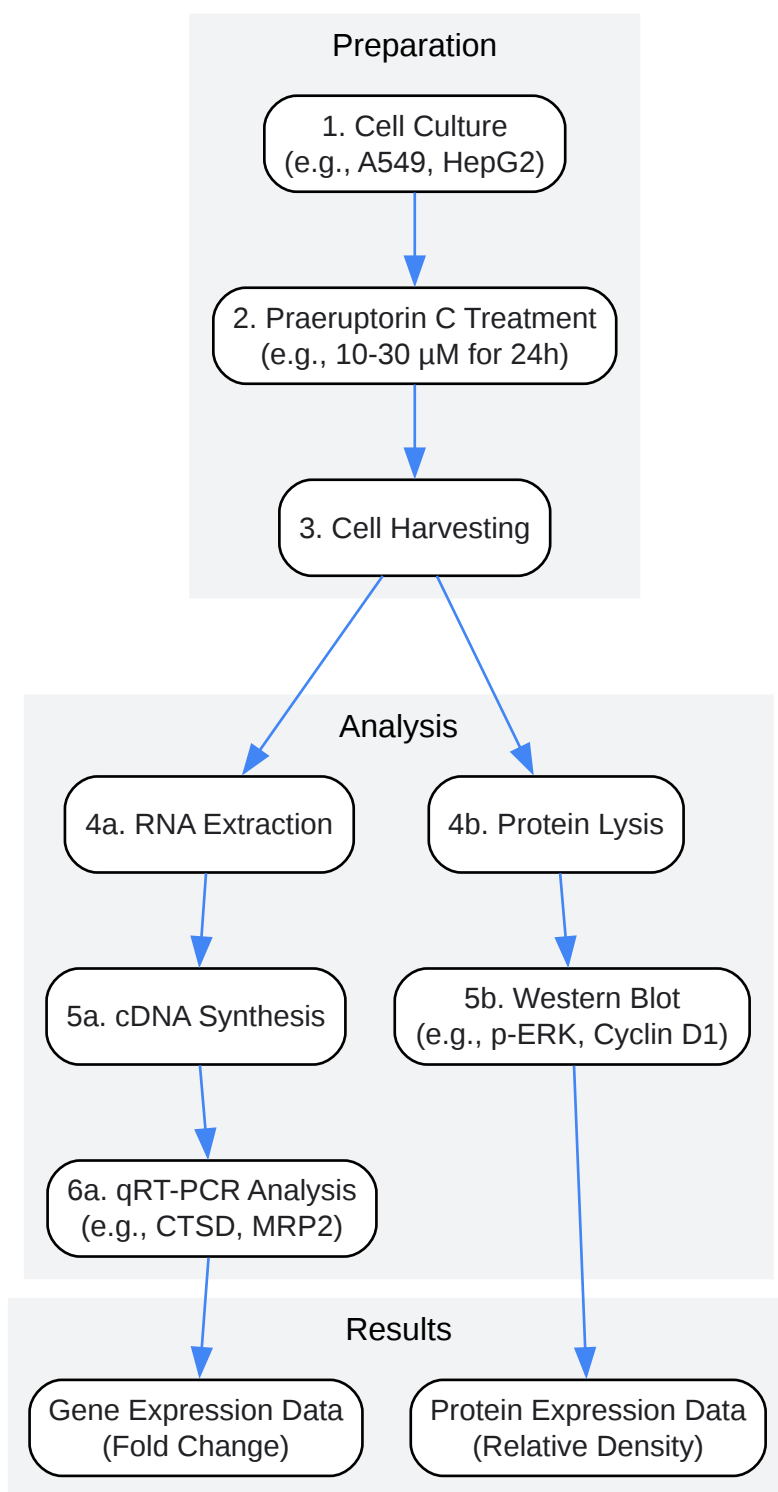 Preparation
1. Cell Culture
(e.g., A549, HepG2)
2. Praeruptorin C Treatment
(e.g., 10-30 µM for 24h)
3. Cell Harvesting
Analysis
4a. RNA Extraction
4b. Protein Lysis
5a. cDNA Synthesis
5b. Western Blot
(e.g., p-ERK, Cyclin D1)
6a. qRT-PCR Analysis
(e.g., CTSD, MRP2)
Results
Gene Expression Data
(Fold Change)
Protein Expression Data
(Relative Density)